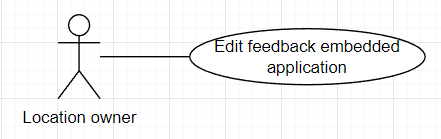 Edit feedback embedded
application
Location owner